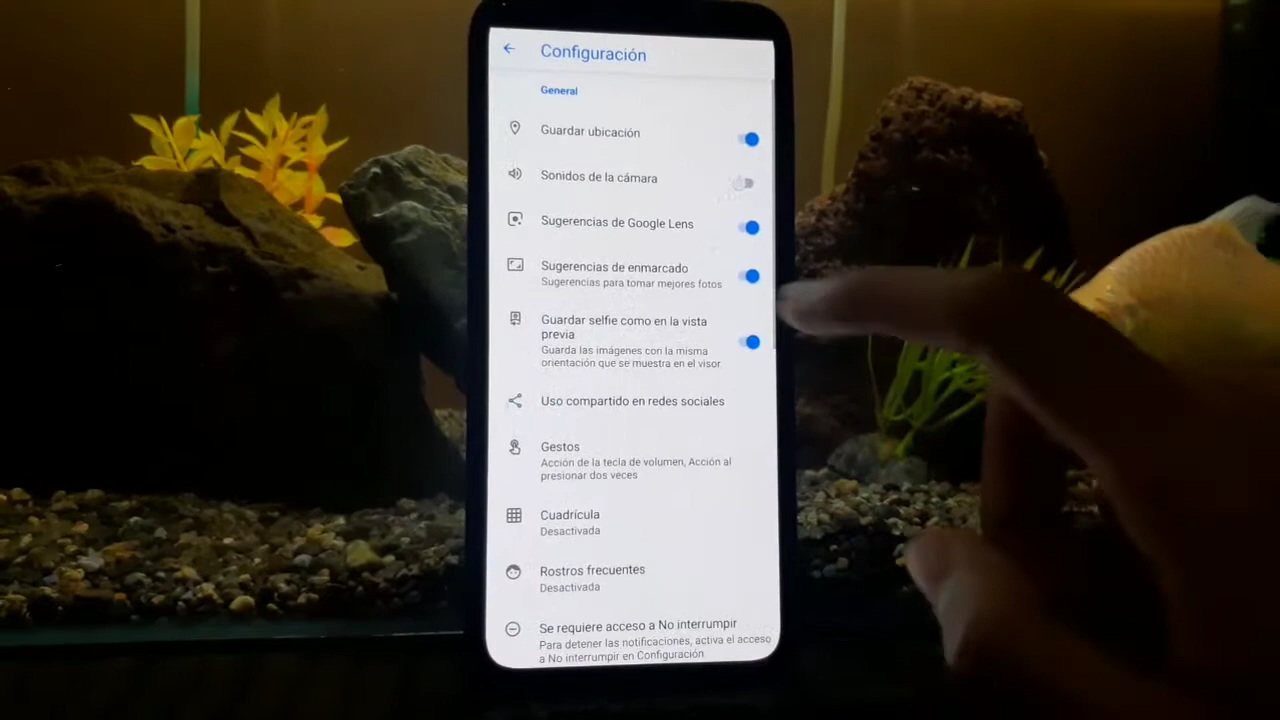 Configuración
General
Guardar ubicación
Sonidos de la cámara
Sugerencias de Google Lens
Sugerencias de enmarcado
Sugerencias para tomar mejores fotos
Guardar selfie como en la vista
previa
Guarda las imágenes con la misma
orientación que se muestra en el visor
Uso compartido en redes sociales
Gestos
Acción de la tecla de volumen, Acción al
presionar dos veces
Cuadrícula
Desactivada
Rostros frecuentes
Desactivada
Se requiere acceso a No interrumpir
Para detener las notificaciones, activa el acceso
a No interrumpir en Configuración